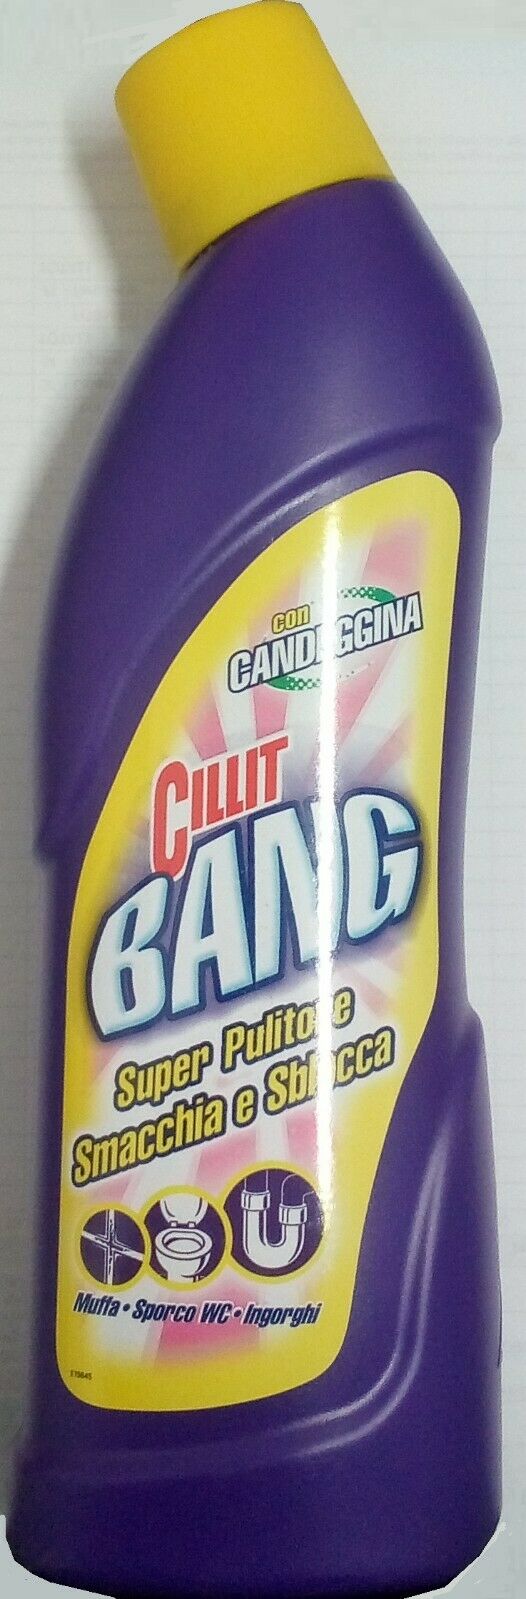 con
CANDEGGINA
CILLIT
BANG
Super Pulitore
Smacchia e Sblocca
Muffa • Sporco WC • Ingorghi